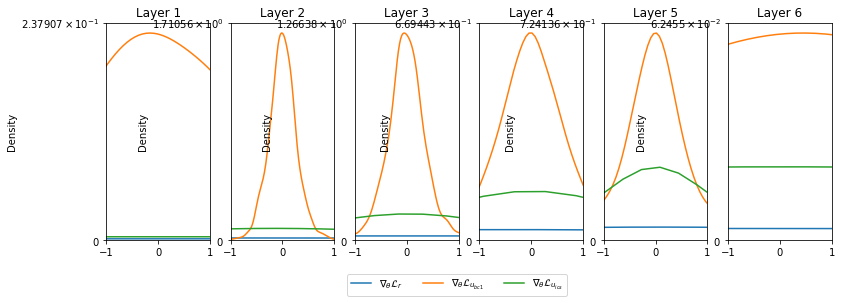 Layer 1
Layer 2
Layer 3
Layer 4
Layer 5
Layer 6
2.37907 × 10⁻¹
1.71056 × 10⁰
1.26638 × 10⁰
6.69443 × 10⁻¹
7.24136 × 10⁻¹
6.2455 × 10⁻²
Density
Density
Density
Density
Density
Density
0
0
0
0
0
0
−1 0 1
−1 0 1
−1 0 1
−1 0 1
−1 0 1
−1 0 1
∇θℒr ∇θℒu_bc1 ∇θℒu_ics